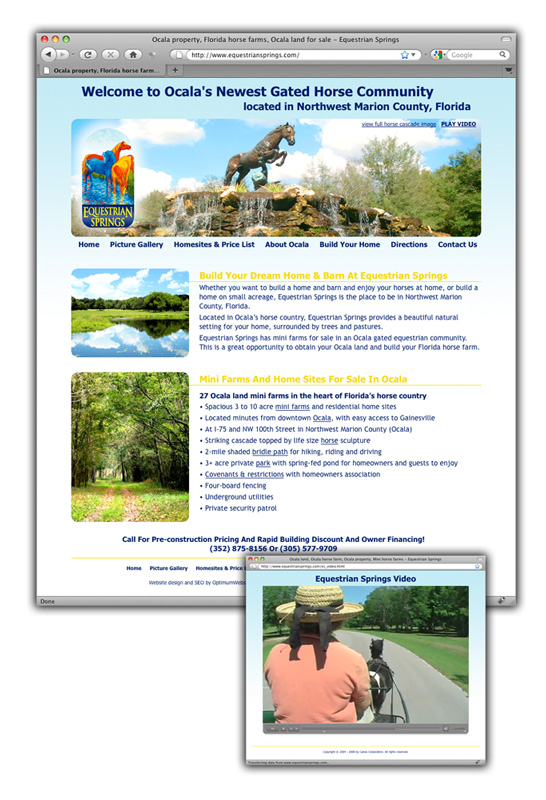 Ocala property, Florida horse farms, Ocala land for sale – Equestrian Springs
http://www.equestriansprings.com/
Google
Ocala property, Florida horse farm...
Welcome to Ocala's Newest Gated Horse Community
located in Northwest Marion County, Florida
view full horse cascade image PLAY VIDEO
EQUESTRIAN
SPRINGS
Home Picture Gallery Homesites & Price List About Ocala Build Your Home Directions Contact Us
Build Your Dream Home & Barn At Equestrian Springs
Whether you want to build a home and barn and enjoy your horses at home, or build a
home on small acreage, Equestrian Springs is the place to be in Northwest Marion
County, Florida.
Located in Ocala's horse country, Equestrian Springs provides a beautiful natural
setting for your home, surrounded by trees and pastures.
Equestrian Springs has mini farms for sale in an Ocala gated equestrian community.
This is a great opportunity to obtain your Ocala land and build your Florida horse farm.
Mini Farms And Home Sites For Sale In Ocala
27 Ocala land mini farms in the heart of Florida's horse country
• Spacious 3 to 10 acre mini farms and residential home sites
• Located minutes from downtown Ocala, with easy access to Gainesville
• At I-75 and NW 100th Street in Northwest Marion County (Ocala)
• Striking cascade topped by life size horse sculpture
• 2-mile shaded bridle path for hiking, riding and driving
• 3+ acre private park with spring-fed pond for homeowners and guests to enjoy
• Covenants & restrictions with homeowners association
• Four-board fencing
• Underground utilities
• Private security patrol
Call For Pre-construction Pricing And Rapid Building Discount And Owner Financing!
(352) 875-8156 Or (305) 577-9709
Home Picture Gallery Homesites & Pric
Website design and SEO by OptimumWeb
Done
Ocala land, Ocala horse farm, Ocala property, Mini horse farms – Equestrian Springs
http://www.equestriansprings.com/es_video.html
Equestrian Springs Video
Transferring data from www.equestriansprings.com...